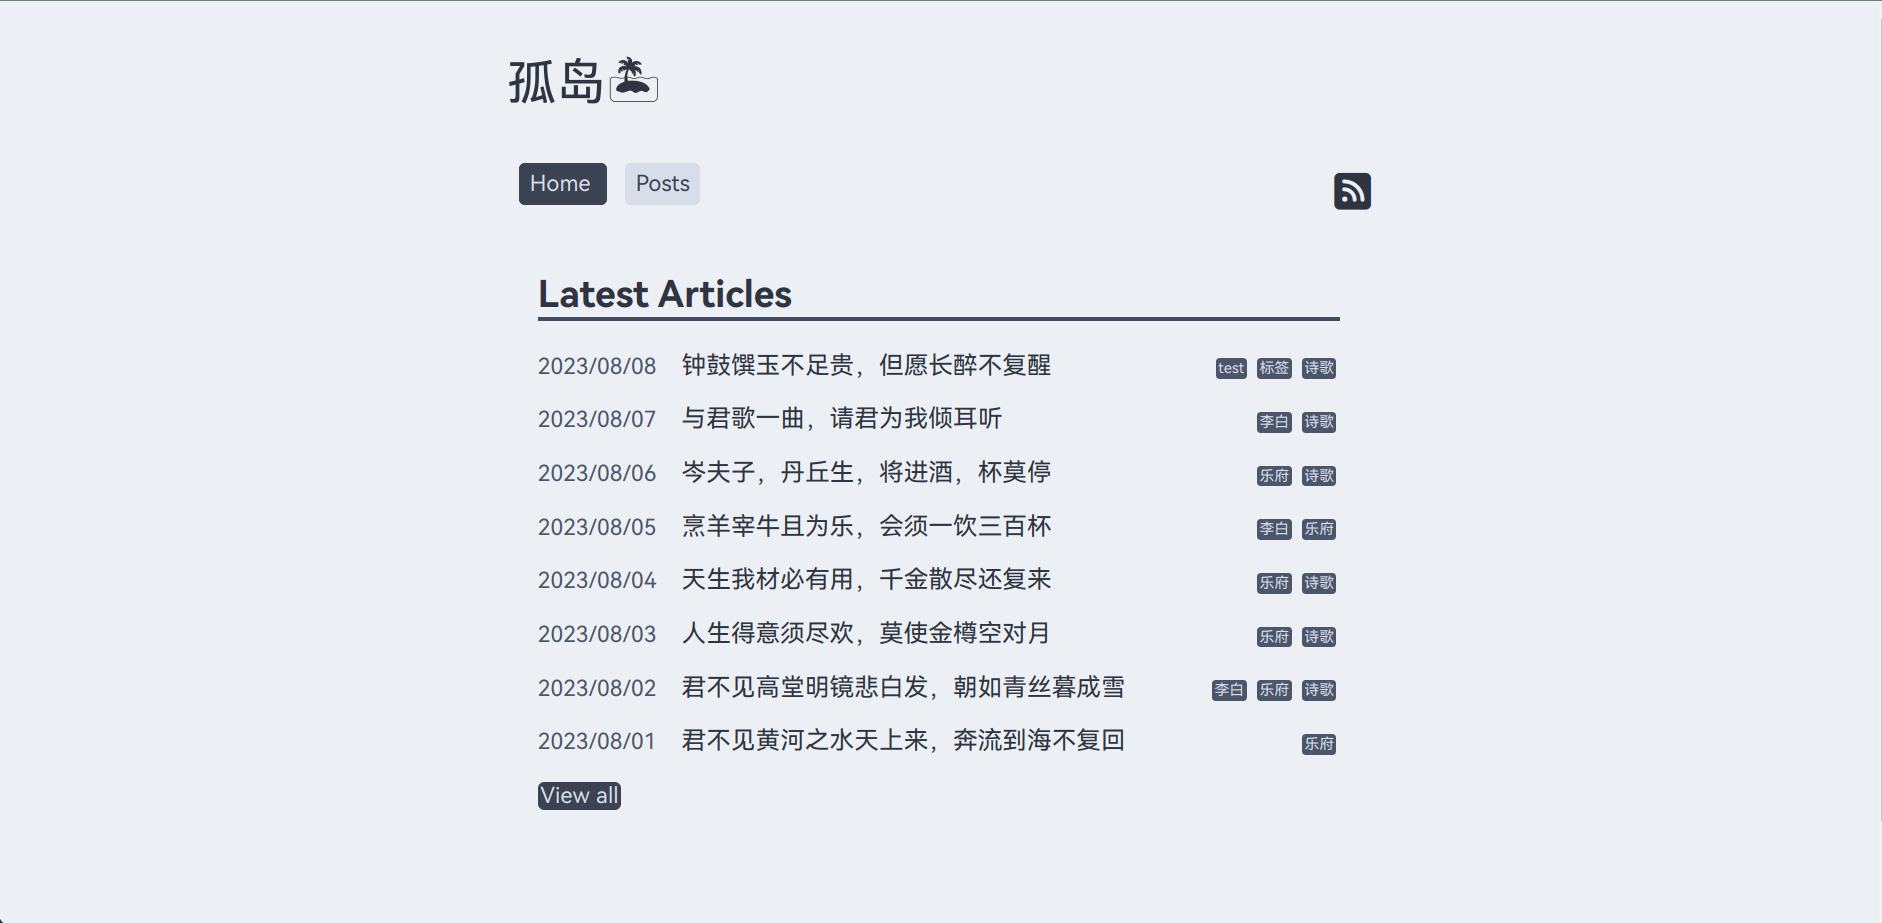 孤岛🏝
Home Posts
Latest Articles
2023/08/08 钟鼓馔玉不足贵，但愿长醉不复醒 test 标签 诗歌
2023/08/07 与君歌一曲，请君为我倾耳听 李白 诗歌
2023/08/06 岑夫子，丹丘生，将进酒，杯莫停 乐府 诗歌
2023/08/05 烹羊宰牛且为乐，会须一饮三百杯 李白 乐府
2023/08/04 天生我材必有用，千金散尽还复来 乐府 诗歌
2023/08/03 人生得意须尽欢，莫使金樽空对月 乐府 诗歌
2023/08/02 君不见高堂明镜悲白发，朝如青丝暮成雪 李白 乐府 诗歌
2023/08/01 君不见黄河之水天上来，奔流到海不复回 乐府
View all